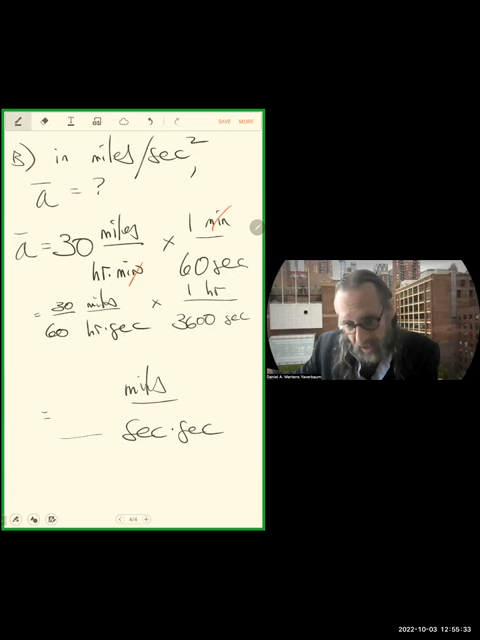 SAVE MORE
B) in miles/sec²,
ā = ?
ā = 30 miles/hr·min × 1 min/60 sec
= 30/60 miles/hr·sec × 1 hr/3600 sec
= miles/sec·sec
4/4
Daniel A. Martens Yaverbaum
2022-10-03 12:55:33